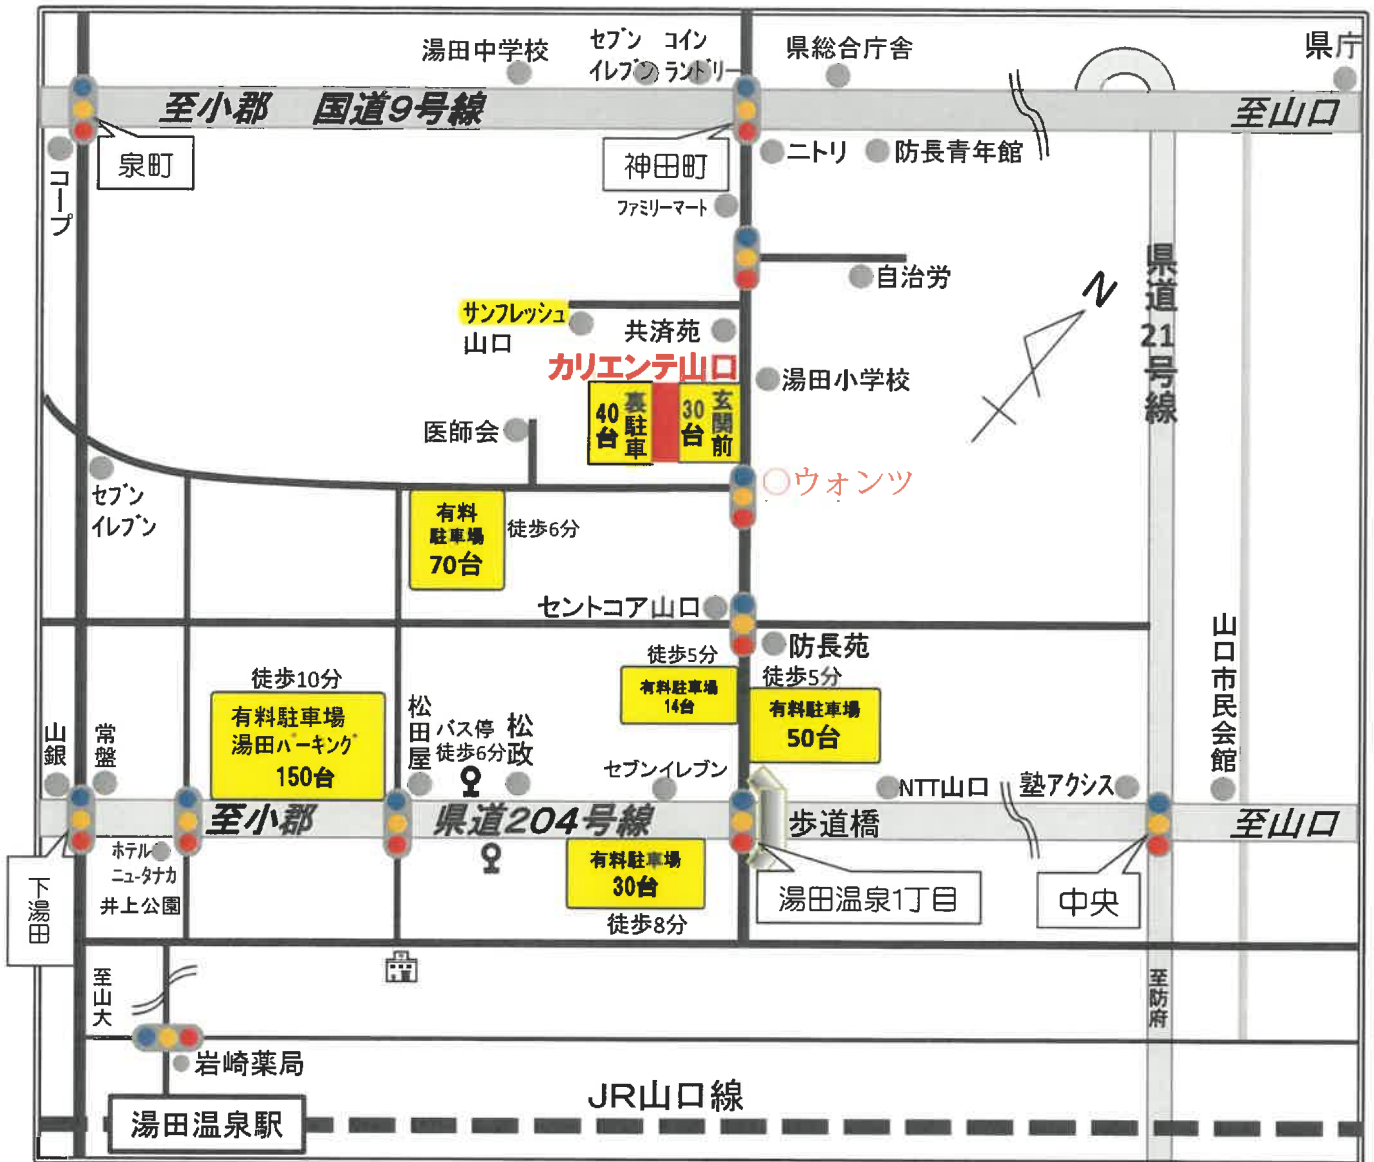 湯田中学校
セブン
イレブン
コイン
ランドリー
県総合庁舎
県庁
至小郡 国道9号線
至山口
泉町
神田町
コープ
ニトリ
防長青年館
ファミリーマート
自治労
県道21号線
N
サンフレッシュ
山口
共済苑
カリエンテ山口
湯田小学校
40台
裏駐車
30台
玄関前
医師会
ウォンツ
セブン
イレブン
有料
駐車場
70台
徒歩6分
セントコア山口
防長苑
徒歩5分
有料駐車場
14台
徒歩5分
有料駐車場
50台
山口市民会館
徒歩10分
有料駐車場
湯田パーキング
150台
山銀
常盤
松田屋
バス停
徒歩6分
松政
セブンイレブン
NTT山口
塾アクシス
至小郡
県道204号線
歩道橋
至山口
ホテル
ニュータナカ
井上公園
有料駐車場
30台
徒歩8分
下湯田
湯田温泉1丁目
中央
至山大
至防府
岩崎薬局
JR山口線
湯田温泉駅